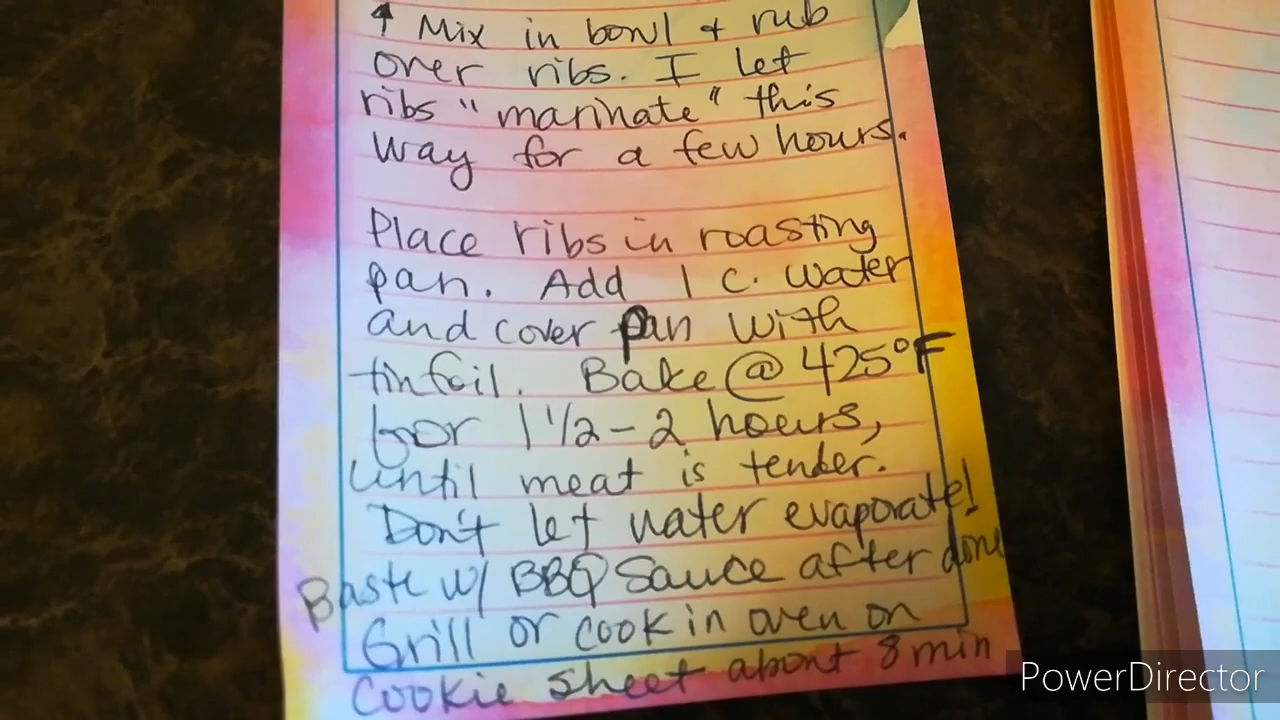 ↑ Mix in bowl & rub
over ribs. I let
ribs "marinate" this
way for a few hours.
Place ribs in roasting
pan. Add 1 c. water
and cover pan with
tinfoil. Bake @ 425°F
for 1 1/2 - 2 hours,
until meat is tender.
Don't let water evaporate!
Baste w/ BBQ Sauce after done
Grill or cook in oven on
cookie sheet about 8 min
PowerDirector